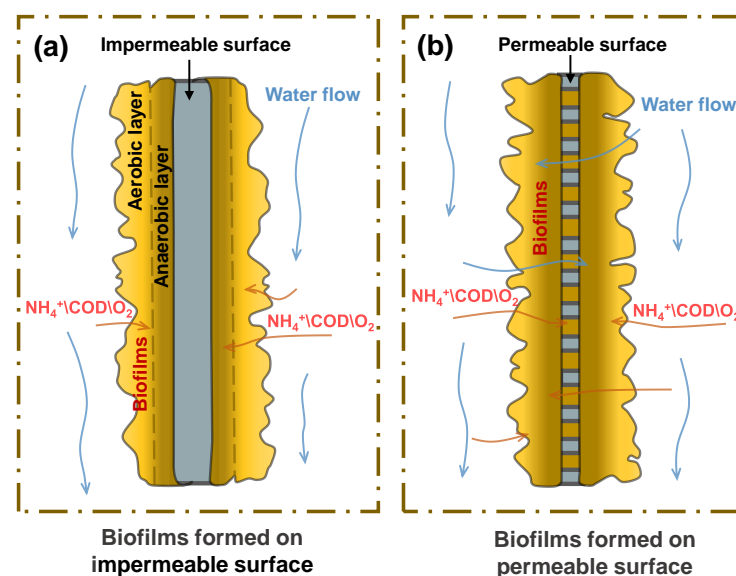 (a)
Impermeable surface
Water flow
Aerobic layer
Anaerobic layer
NH₄⁺\COD\O₂
NH₄⁺\COD\O₂
Biofilms
Biofilms formed on
impermeable surface
(b)
Permeable surface
Water flow
Biofilms
NH₄⁺\COD\O₂
NH₄⁺\COD\O₂
Biofilms formed on
permeable surface